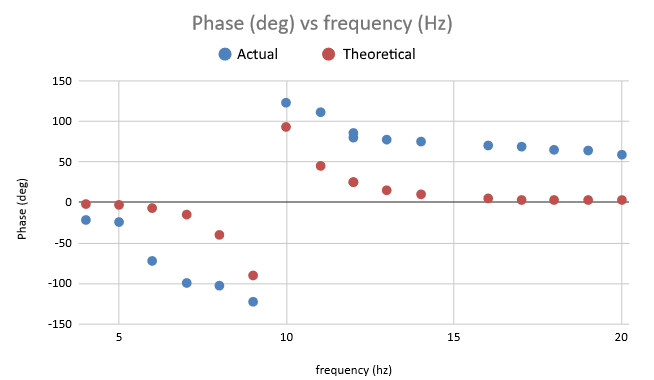 Phase (deg) vs frequency (Hz)
Actual
Theoretical
150
100
50
0
-50
-100
-150
Phase (deg)
5
10
15
20
frequency (hz)